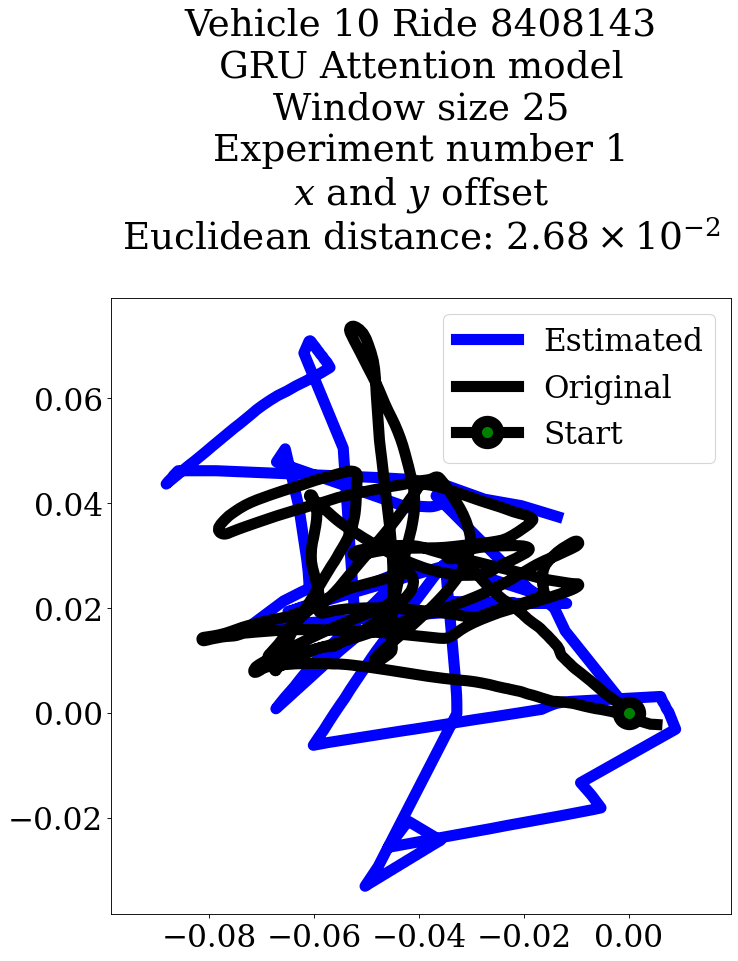 Vehicle 10 Ride 8408143
GRU Attention model
Window size 25
Experiment number 1
x and y offset
Euclidean distance: 2.68 × 10⁻²
Estimated
Original
Start
0.06
0.04
0.02
0.00
−0.02
−0.08 −0.06 −0.04 −0.02 0.00